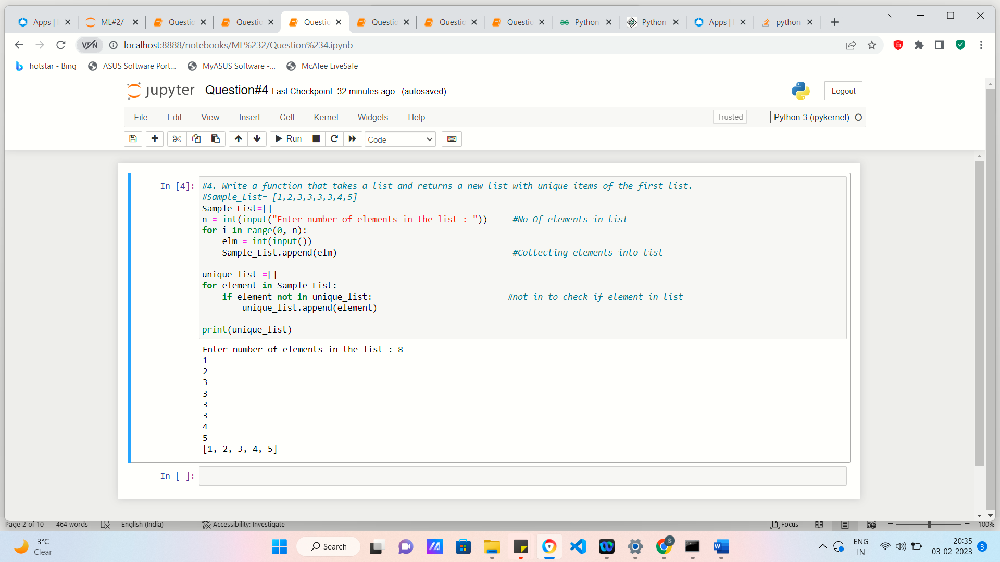 Apps |
ML#2/
Questic
Questic
Questic
Questic
Questic
Questic
Python
Python
Apps |
python
VPN
localhost:8888/notebooks/ML%232/Question%234.ipynb
hotstar - Bing
ASUS Software Port...
MyASUS Software -...
McAfee LiveSafe
jupyter Question#4 Last Checkpoint: 32 minutes ago (autosaved)
Logout
File Edit View Insert Cell Kernel Widgets Help
Trusted
Python 3 (ipykernel)
Run
Code
In [4]:
#4. Write a function that takes a list and returns a new list with unique items of the first list.
#Sample_List= [1,2,3,3,3,3,4,5]
Sample_List=[]
n = int(input("Enter number of elements in the list : "))     #No Of elements in list
for i in range(0, n):
    elm = int(input())
    Sample_List.append(elm)                                   #Collecting elements into list

unique_list =[]
for element in Sample_List:
    if element not in unique_list:                           #not in to check if element in list
        unique_list.append(element)

print(unique_list)
Enter number of elements in the list : 8
1
2
3
3
3
3
4
5
[1, 2, 3, 4, 5]
In [ ]:
Page 2 of 10
464 words
English (India)
Accessibility: Investigate
Focus
100%
-3°C
Clear
Search
S
ENG
IN
20:35
03-02-2023
3